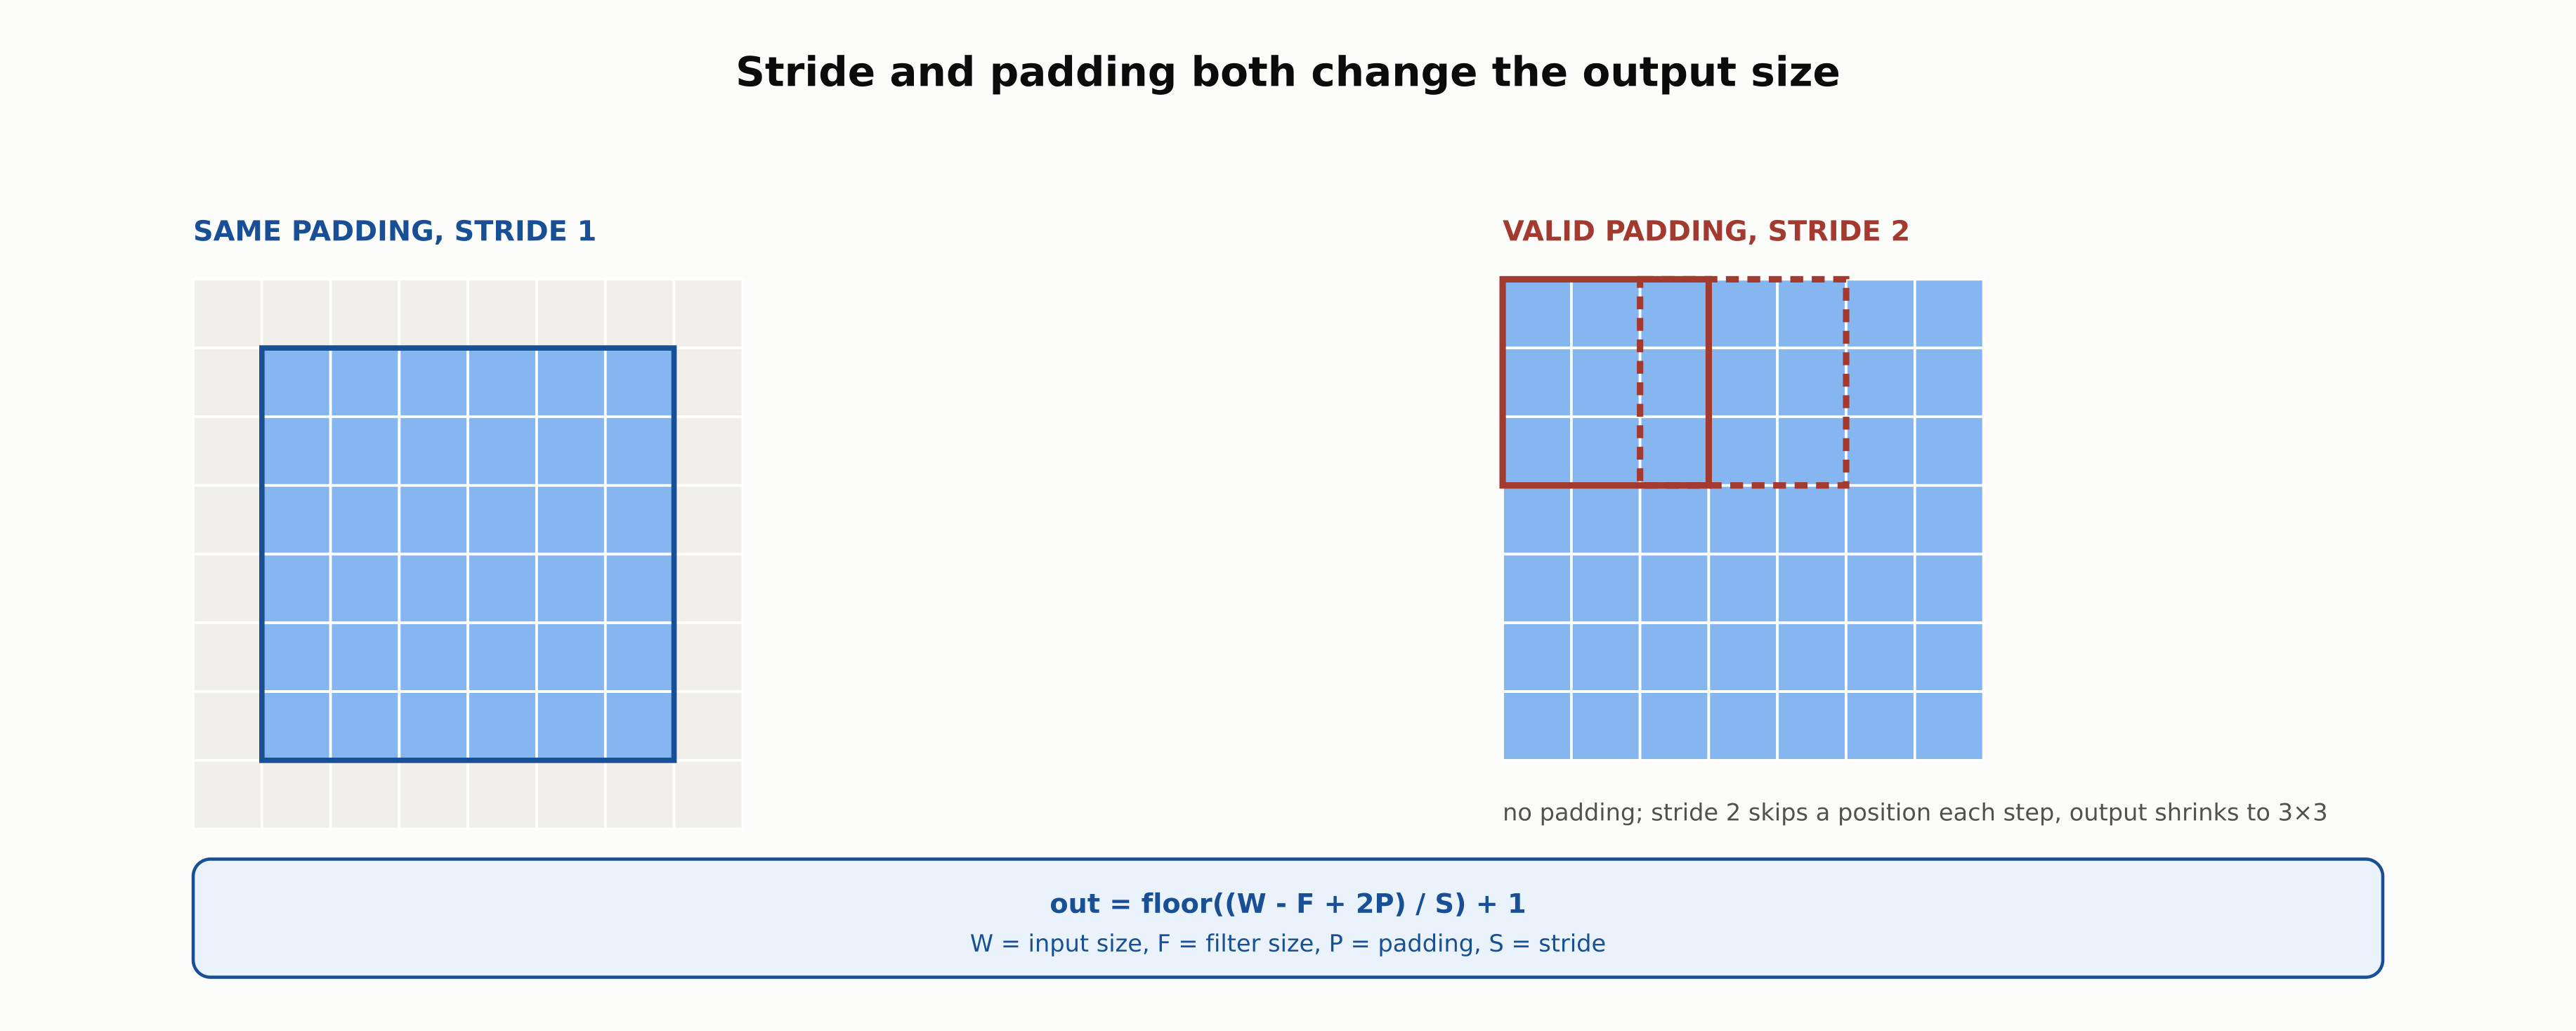 Stride and padding both change the output size
SAME PADDING, STRIDE 1
VALID PADDING, STRIDE 2
no padding; stride 2 skips a position each step, output shrinks to 3×3
out = floor((W - F + 2P) / S) + 1
W = input size, F = filter size, P = padding, S = stride